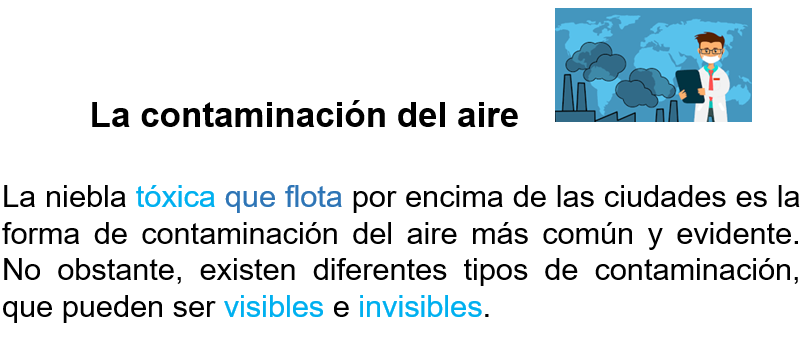 La contaminación del aire
La niebla tóxica que flota por encima de las ciudades es la
forma de contaminación del aire más común y evidente.
No obstante, existen diferentes tipos de contaminación,
que pueden ser visibles e invisibles.